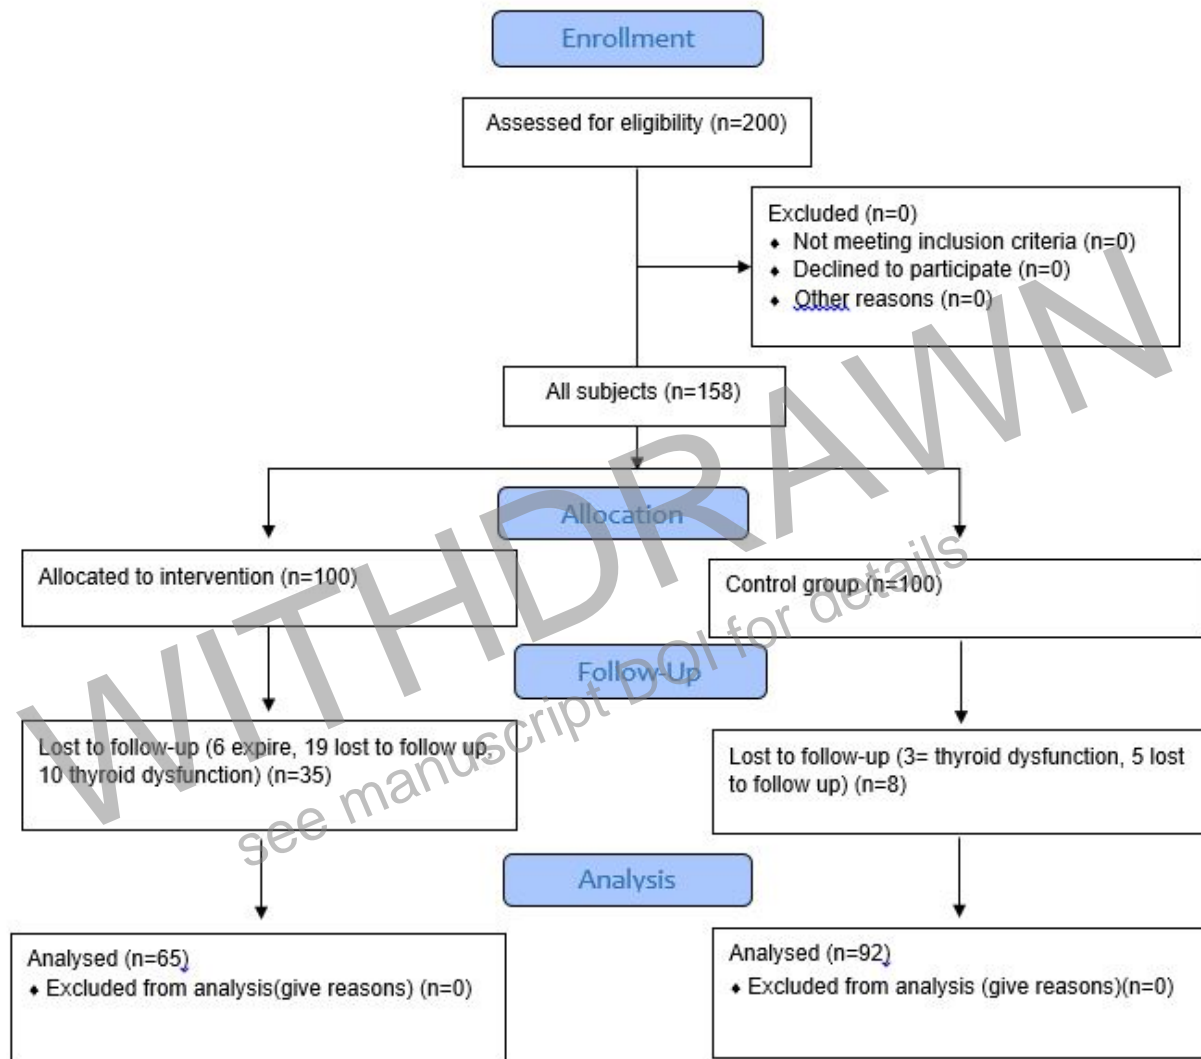 Enrollment
Assessed for eligibility (n=200)
Excluded (n=0)
♦ Not meeting inclusion criteria (n=0)
♦ Declined to participate (n=0)
♦ Other reasons (n=0)
All subjects (n=158)
Allocation
Allocated to intervention (n=100)
Control group (n=100)
Follow-Up
Lost to follow-up (6 expire, 19 lost to follow up,
10 thyroid dysfunction) (n=35)
Lost to follow-up (3= thyroid dysfunction, 5 lost
to follow up) (n=8)
Analysis
Analysed (n=65)
♦ Excluded from analysis(give reasons) (n=0)
Analysed (n=92)
♦ Excluded from analysis (give reasons)(n=0)
WITHDRAWN
see manuscript DOI for details